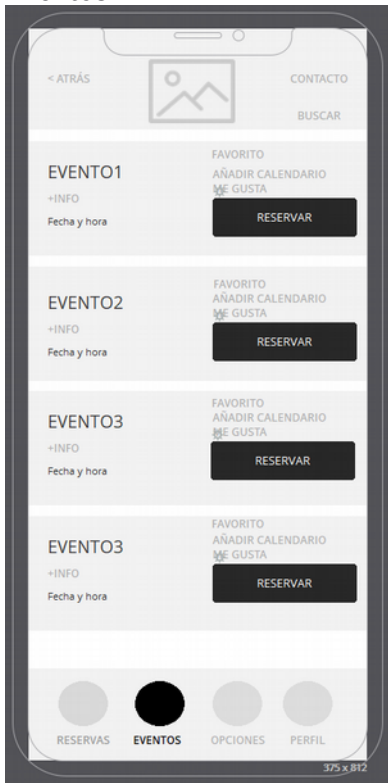 < ATRÁS
CONTACTO
BUSCAR
EVENTO1
+INFO
Fecha y hora
FAVORITO
AÑADIR CALENDARIO
ME GUSTA
RESERVAR
EVENTO2
+INFO
Fecha y hora
FAVORITO
AÑADIR CALENDARIO
ME GUSTA
RESERVAR
EVENTO3
+INFO
Fecha y hora
FAVORITO
AÑADIR CALENDARIO
ME GUSTA
RESERVAR
EVENTO3
+INFO
Fecha y hora
FAVORITO
AÑADIR CALENDARIO
ME GUSTA
RESERVAR
RESERVAS EVENTOS OPCIONES PERFIL
375 x 812